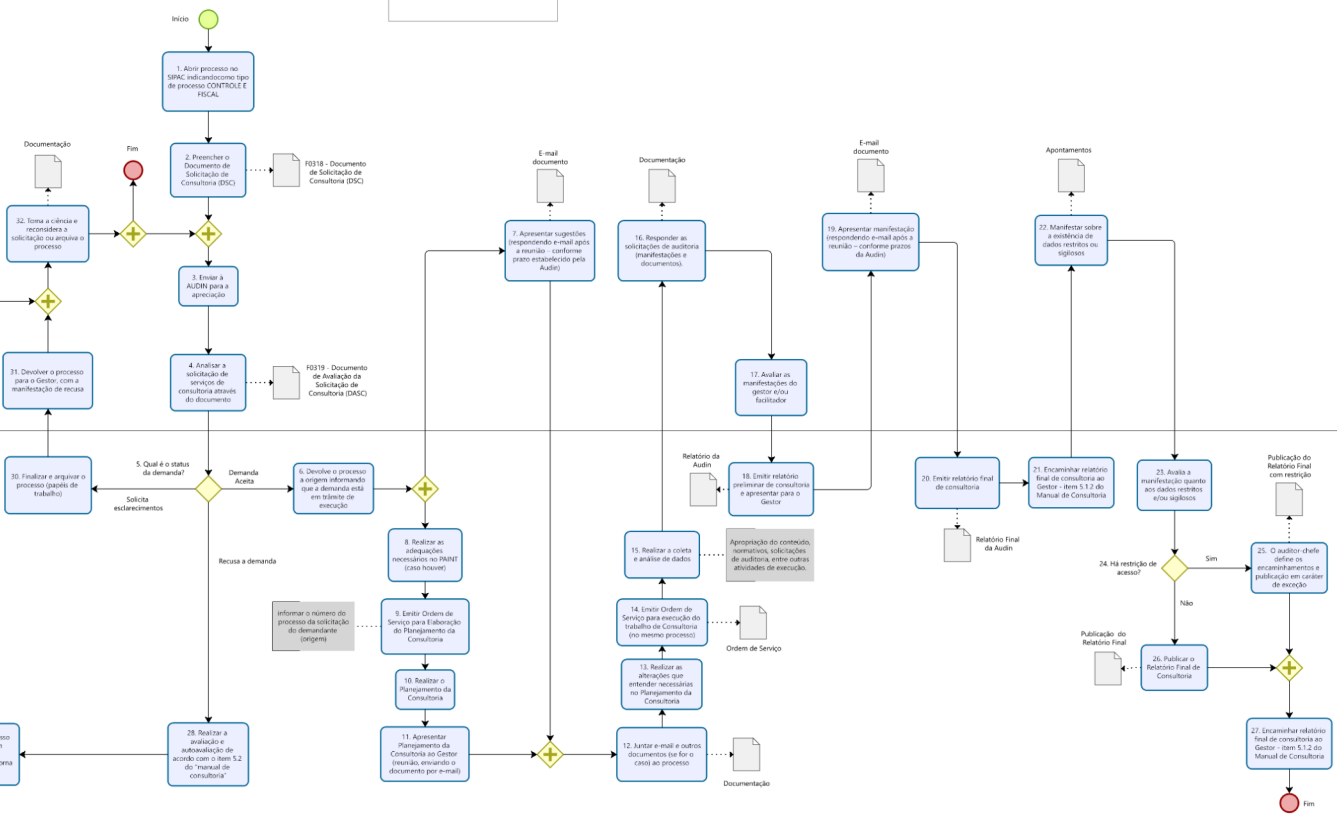 Início
1. Abrir processo no
SIPAC indicandocomo tipo
de processo CONTROLE E
FISCAL
Documentação
Fim
2. Preencher o
Documento de
Solicitação de
Consultoria (DSC)
F0318 - Documento
de Solicitação de
Consultoria (DSC)
32. Toma a ciência e
reconsidera a
solicitação ou arquiva o
processo
3. Enviar à
AUDIN para a
apreciação
31. Devolver o processo
para o Gestor, com a
manifestação de recusa
4. Analisar a
solicitação de
serviços de
consultoria através
do documento
F0319 - Documento
de Avaliação da
Solicitação de
Consultoria (DASC)
30. Finalizar e arquivar o
processo (papéis de
trabalho)
5. Qual é o status
da demanda?
Demanda
Aceita
Solicita
esclarecimentos
Recusa a demanda
6. Devolve o processo
a origem informando
que a demanda está
em trâmite de
execução
E-mail
documento
7. Apresentar sugestões
(respondendo e-mail após
a reunião – conforme
prazo estabelecido pela
Audin)
8. Realizar as
adequações
necessários no PAINT
(caso houver)
informar o número do
processo da solicitação
do demandante
(origem)
9. Emitir Ordem de
Serviço para Elaboração
do Planejamento da
Consultoria
10. Realizar o
Planejamento da
Consultoria
11. Apresentar
Planejamento da
Consultoria ao Gestor
(reunião, enviando o
documento por e-mail)
28. Realizar a
avaliação e
autoavaliação de
acordo com o item 5.2
do "manual de
consultoria"
Documentação
16. Responder as
solicitações de auditoria
(manifestações e
documentos).
17. Avaliar as
manifestações do
gestor e/ou
facilitador
Relatório da
Audin
18. Emitir relatório
preliminar de consultoria
e apresentar para o
Gestor
15. Realizar a coleta
e análise de dados
Apropriação do conteúdo,
normativos, solicitações
de auditoria, entre outras
atividades de execução.
14. Emitir Ordem de
Serviço para execução do
trabalho de Consultoria
(no mesmo processo)
Ordem de Serviço
13. Realizar as
alterações que
entender necessárias
no Planejamento da
Consultoria
12. Juntar e-mail e outros
documentos (se for o
caso) ao processo
Documentação
E-mail
documento
19. Apresentar manifestação
(respondendo e-mail após a
reunião – conforme prazos
da Audin)
20. Emitir relatório final
de consultoria
Relatório Final
da Audin
21. Encaminhar relatório
final de consultoria ao
Gestor - item 5.1.2 do
Manual de Consultoria
Apontamentos
22. Manifestar sobre
a existência de
dados restritos ou
sigilosos
23. Avalia a
manifestação quanto
aos dados restritos
e/ou sigilosos
24. Há restrição de
acesso?
Sim
Não
Publicação do
Relatório Final
com restrição
25. O auditor-chefe
define os
encaminhamentos e
publicação em caráter
de exceção
Publicação do
Relatório Final
26. Publicar o
Relatório Final de
Consultoria
27. Encaminhar relatório
final de consultoria ao
Gestor - item 5.1.2 do
Manual de Consultoria
Fim